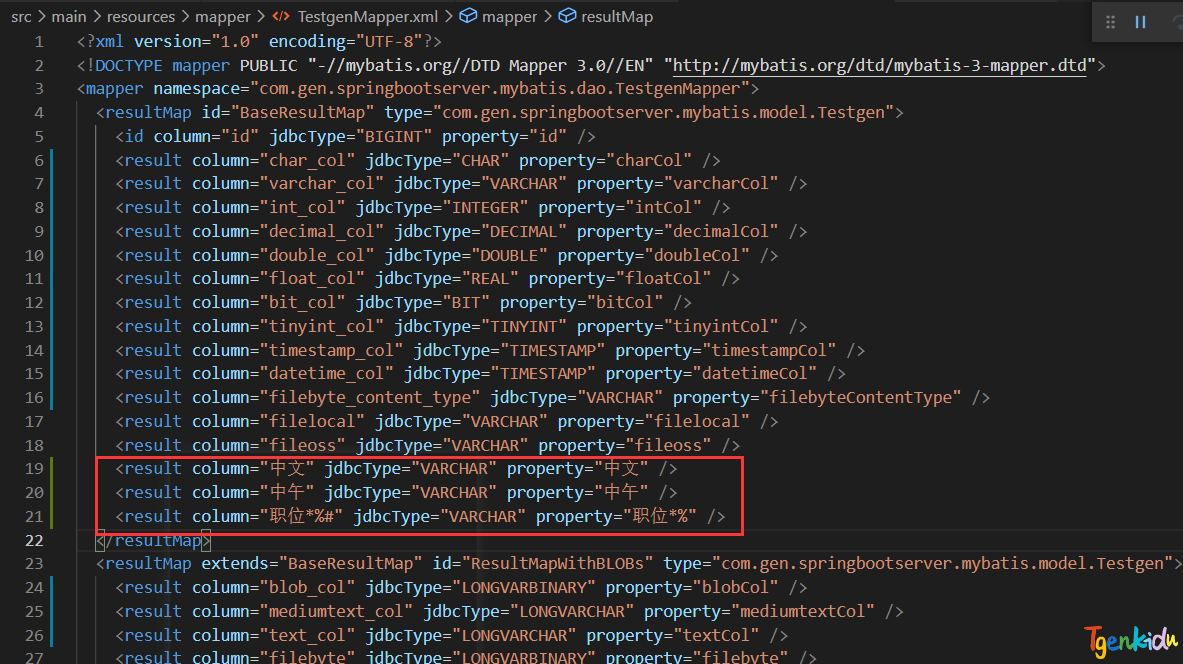 src > main > resources > mapper > TestgenMapper.xml > mapper > resultMap
1 <?xml version="1.0" encoding="UTF-8"?>
2 <!DOCTYPE mapper PUBLIC "-//mybatis.org//DTD Mapper 3.0//EN" "http://mybatis.org/dtd/mybatis-3-mapper.dtd">
3 <mapper namespace="com.gen.springbootserver.mybatis.dao.TestgenMapper">
4 <resultMap id="BaseResultMap" type="com.gen.springbootserver.mybatis.model.Testgen">
5 <id column="id" jdbcType="BIGINT" property="id" />
6 <result column="char_col" jdbcType="CHAR" property="charCol" />
7 <result column="varchar_col" jdbcType="VARCHAR" property="varcharCol" />
8 <result column="int_col" jdbcType="INTEGER" property="intCol" />
9 <result column="decimal_col" jdbcType="DECIMAL" property="decimalCol" />
10 <result column="double_col" jdbcType="DOUBLE" property="doubleCol" />
11 <result column="float_col" jdbcType="REAL" property="floatCol" />
12 <result column="bit_col" jdbcType="BIT" property="bitCol" />
13 <result column="tinyint_col" jdbcType="TINYINT" property="tinyintCol" />
14 <result column="timestamp_col" jdbcType="TIMESTAMP" property="timestampCol" />
15 <result column="datetime_col" jdbcType="TIMESTAMP" property="datetimeCol" />
16 <result column="filebyte_content_type" jdbcType="VARCHAR" property="filebyteContentType" />
17 <result column="filelocal" jdbcType="VARCHAR" property="filelocal" />
18 <result column="fileoss" jdbcType="VARCHAR" property="fileoss" />
19 <result column="中文" jdbcType="VARCHAR" property="中文" />
20 <result column="中午" jdbcType="VARCHAR" property="中午" />
21 <result column="职位*%#" jdbcType="VARCHAR" property="职位*%" />
22 </resultMap>
23 <resultMap extends="BaseResultMap" id="ResultMapWithBLOBs" type="com.gen.springbootserver.mybatis.model.Testgen">
24 <result column="blob_col" jdbcType="LONGVARBINARY" property="blobCol" />
25 <result column="mediumtext_col" jdbcType="LONGVARCHAR" property="mediumtextCol" />
26 <result column="text_col" jdbcType="LONGVARCHAR" property="textCol" />
27 <result column="filebyte" jdbcType="LONGVARBINARY" property="filebyte" />
Tgenkidu